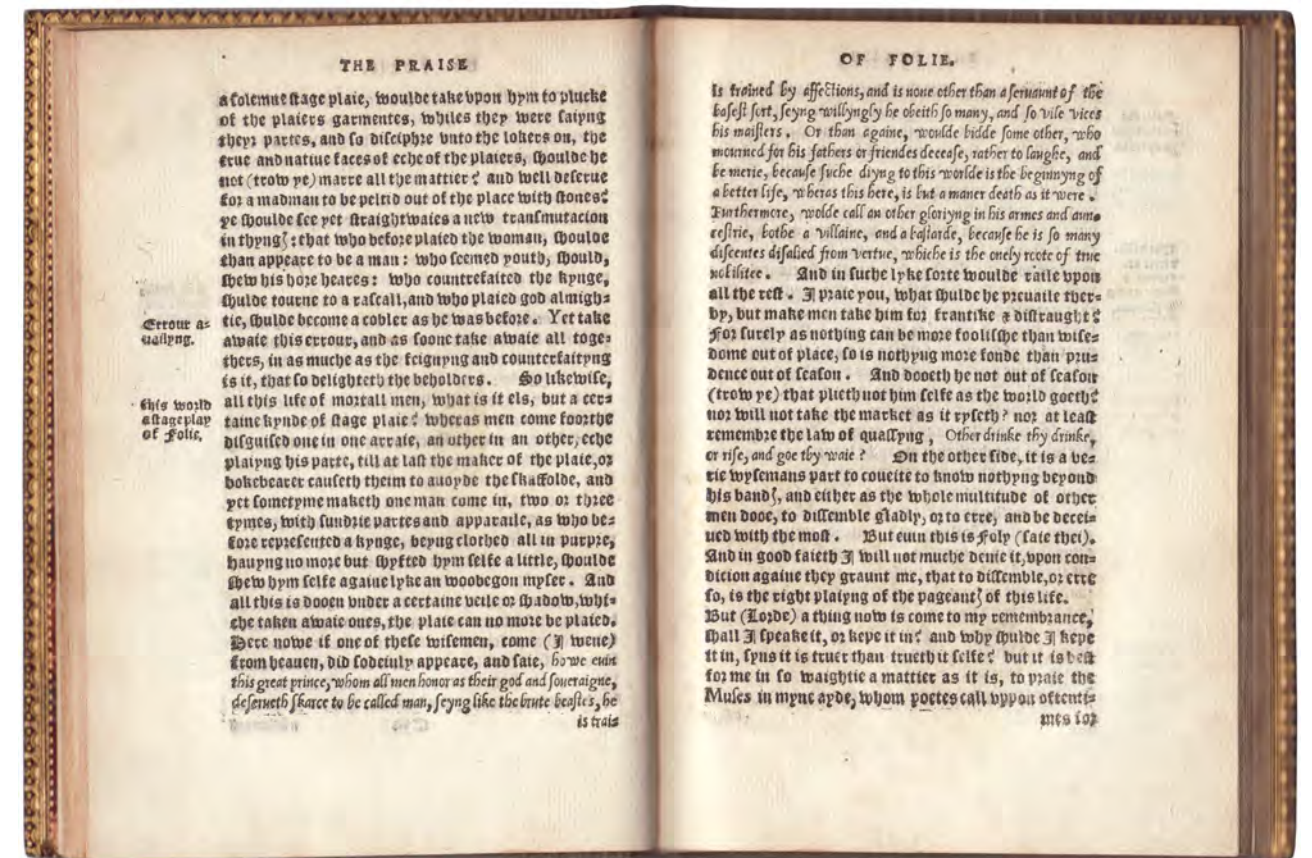 THE PRAISE
a solemne stage plaie, woulde take vpon hym to plucke
of the plaiers garmentes, whiles they were saiyng
theyr partes, and so disciphre vnto the lokers on, the
true and natiue faces of eche of the plaiers, shoulde he
not (trow ye) marre all the mattier? and well deserue
for a madman to be peltid out of the place with stones?
ye shoulde see yet straightwaies a new transmutacion
in thyngꝭ: that who before plaied the woman, shoulde
than appeare to be a man: who seemed youth, should,
shew his hore heares: who countrefaited the kynge,
shulde tourne to a rascall, and who plaied god almigh=
tie, shulde become a cobler as he was before. Yet take
awaie this errour, and as soone take awaie all toge=
thers, in as muche as the feignyng and counterfaityng
is it, that so delighteth the beholders. So likewise,
all this life of mortall men, what is it els, but a cer=
taine kynde of stage plaie? wheras men come foorthe
disguised one in one arraie, an other in an other, eche
plaiyng his parte, till at last the maker of the plaie, or
bokebearer causeth theim to auoyde the skaffolde, and
yet sometyme maketh one man come in, two or three
tymes, with sundrie partes and apparaile, as who be=
fore represented a kynge, beyng clothed all in purpre,
hauyng no more but shyfted hym selfe a little, shoulde
shew hym selfe againe lyke an woobegon myser. And
all this is dooen vnder a certaine veile or shadow, whi=
che taken awaie ones, the plaie can no more be plaied.
Here nowe if one of these wisemen, come (I wene)
from heauen, did sodeinly appeare, and saie, howe euin
this great prince, whom all men honor as their god and soueraigne,
deserueth skarce to be called man, seyng like the brute beastes, he
is trai=
Errour a=
uailyng.
this world
a stage play
of Folie,
OF FOLIE.
is trained by affections, and is none other than a seruaunt of the
basest sort, seyng willyngly he obeith so many, and so vile vices
his maisters. Or than againe, woulde bidde some other, who
mourned for his fathers or friendes decease, rather to laughe, and
be merie, because suche diyng to this worlde is the beginnyng of
a better life, wheras this here, is but a maner death as it were.
Furthermore, wolde call an other gloriyng in his armes and aun=
cestrie, bothe a villaine, and a bastarde, because he is so many
discentes disalied from vertue, whiche is the onely roote of true
nobilitee. And in suche lyke sorte woulde raile vpon
all the rest. I praie you, what shulde he preuaile ther=
by, but make men take him for frantike & distraught?
For surely as nothing can be more foolisshe than wise=
dome out of place, so is nothyng more fonde than pru=
dence out of season. And dooeth he not out of season
(trow ye) that plieth not him selfe as the world goeth?
nor will not take the market as it ryseth? nor at least
remembre the law of quaffyng, Other drinke thy drinke,
or rise, and goe thy waie? On the other side, it is a ve=
rie wysemans part to coueite to know nothyng beyond
his bandꝭ, and either as the whole multitude of other
men dooe, to dissemble gladly, or to erre, and be decei=
ued with the most. But euin this is Foly (saie thei).
And in good faieth I will not muche denie it, vpon con=
dicion againe they graunt me, that to dissemble, or erre
so, is the right plaiyng of the pageantꝭ of this life.
But (Lorde) a thing now is come to my remembrance,
shall I speake it, or kepe it in? and why shulde I kepe
it in, syns it is truer than trueth it selfe? but it is best
for me in so waightie a mattier as it is, to praie the
Muses in myne ayde, whom poetes call vppon oftenti=
mes for